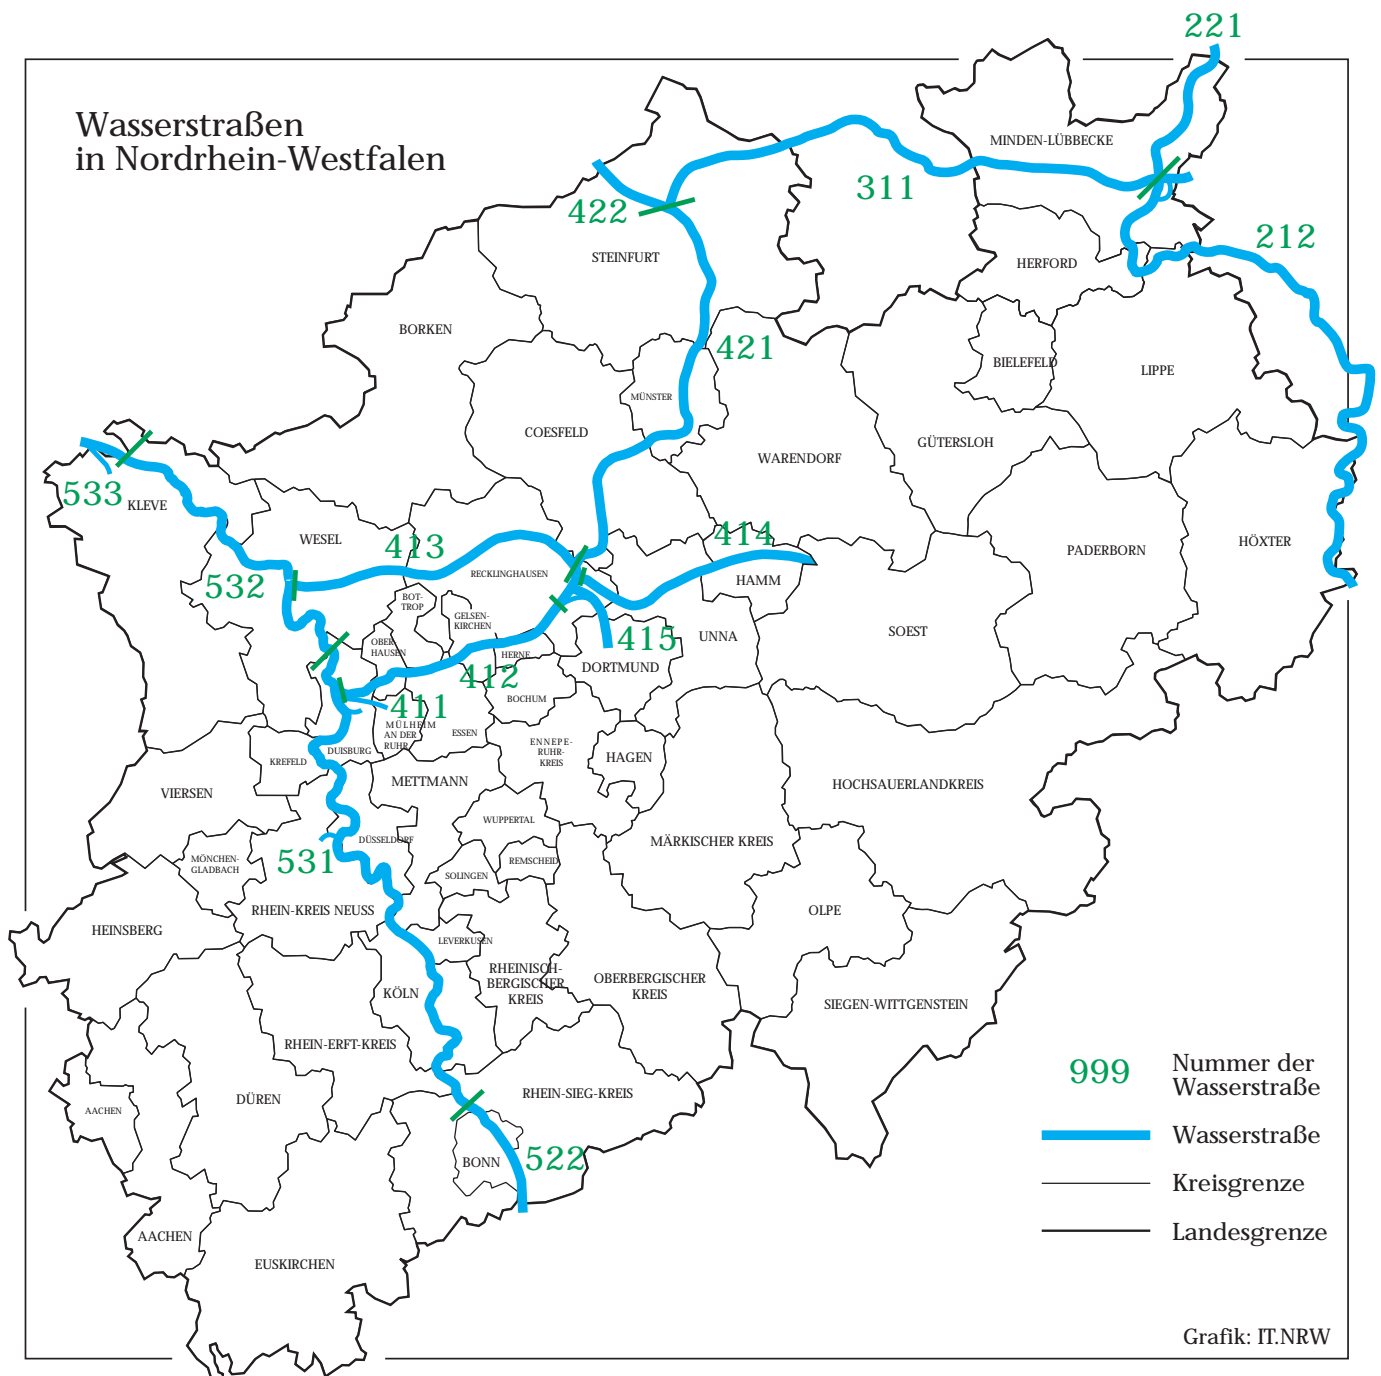 221
Wasserstraßen
in Nordrhein-Westfalen
MINDEN-LÜBBECKE
311
422
212
STEINFURT
HERFORD
BORKEN
421
BIELEFELD
LIPPE
MÜNSTER
COESFELD
GÜTERSLOH
WARENDORF
533
KLEVE
WESEL
413
414
PADERBORN
HÖXTER
RECKLINGHAUSEN
HAMM
532
BOT-
TROP
GELSEN-
KIRCHEN
OBER-
HAUSEN
HERNE
415
UNNA
SOEST
DORTMUND
412
BOCHUM
411
MÜLHEIM
AN DER
RUHR
ESSEN
DUISBURG
KREFELD
ENNEPE-
RUHR-
KREIS
HAGEN
METTMANN
HOCHSAUERLANDKREIS
VIERSEN
WUPPERTAL
DÜSSELDORF
MÄRKISCHER KREIS
MÖNCHEN-
GLADBACH
531
REMSCHEID
SOLINGEN
RHEIN-KREIS NEUSS
OLPE
HEINSBERG
LEVERKUSEN
RHEINISCH-
BERGISCHER
KREIS
OBERBERGISCHER
KREIS
KÖLN
SIEGEN-WITTGENSTEIN
RHEIN-ERFT-KREIS
999
Nummer der
Wasserstraße
DÜREN
RHEIN-SIEG-KREIS
AACHEN
Wasserstraße
BONN
522
Kreisgrenze
AACHEN
Landesgrenze
EUSKIRCHEN
Grafik: IT.NRW